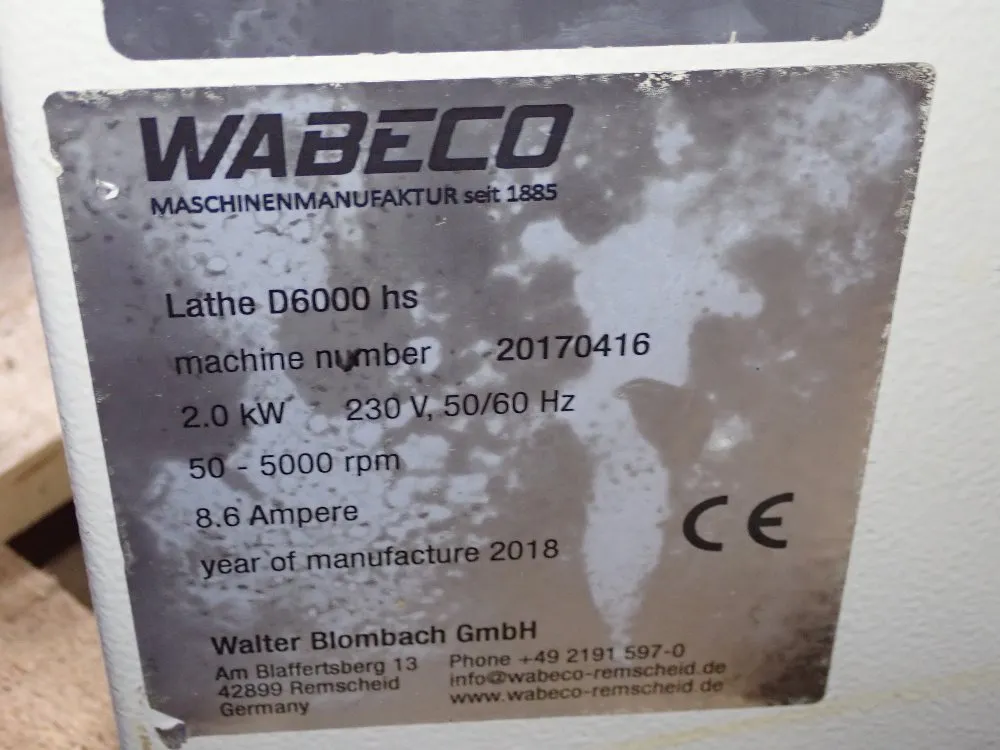 WABECO
MASCHINENMANUFAKTUR seit 1885
Lathe D6000 hs
machine number 20170416
2.0 kW 230 V, 50/60 Hz
50 - 5000 rpm
8.6 Ampere
year of manufacture 2018
CE
Walter Blombach GmbH
Am Blaffertsberg 13 Phone +49 2191 597-0
42899 Remscheid info@wabeco-remscheid.de
Germany www.wabeco-remscheid.de